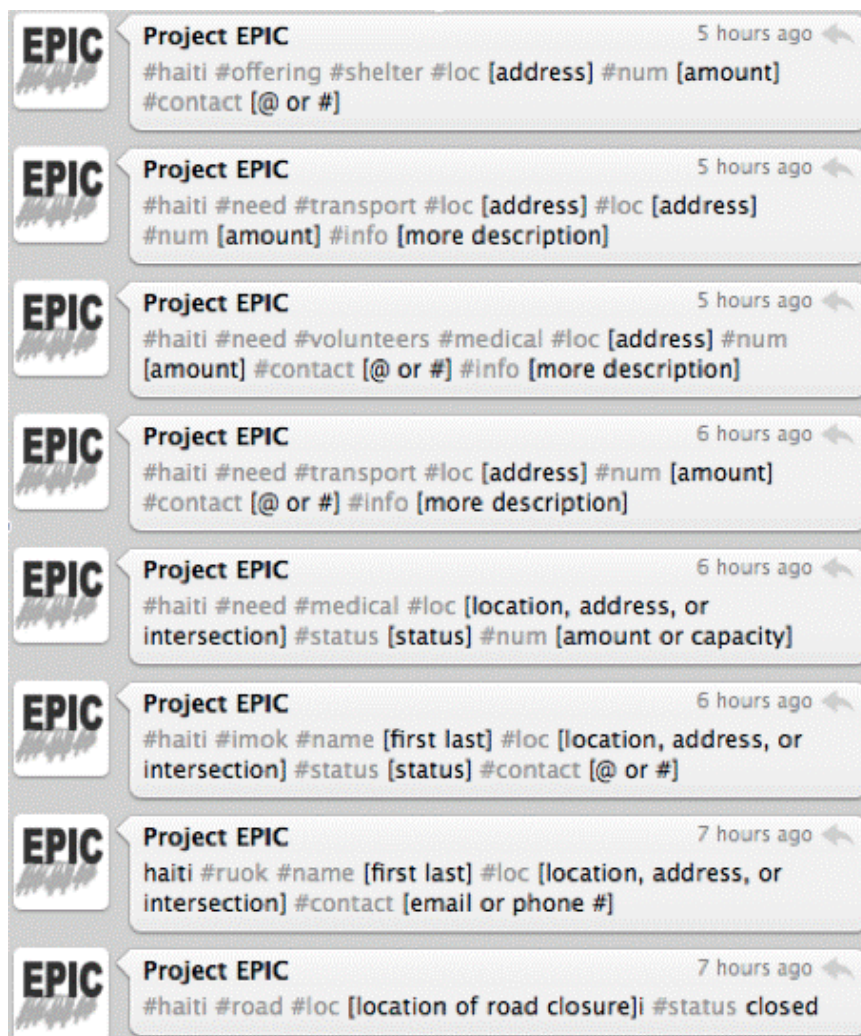 EPIC
Project EPIC 5 hours ago
#haiti #offering #shelter #loc [address] #num [amount]
#contact [@ or #]
EPIC
Project EPIC 5 hours ago
#haiti #need #transport #loc [address] #loc [address]
#num [amount] #info [more description]
EPIC
Project EPIC 5 hours ago
#haiti #need #volunteers #medical #loc [address] #num
[amount] #contact [@ or #] #info [more description]
EPIC
Project EPIC 6 hours ago
#haiti #need #transport #loc [address] #num [amount]
#contact [@ or #] #info [more description]
EPIC
Project EPIC 6 hours ago
#haiti #need #medical #loc [location, address, or
intersection] #status [status] #num [amount or capacity]
EPIC
Project EPIC 6 hours ago
#haiti #imok #name [first last] #loc [location, address, or
intersection] #status [status] #contact [@ or #]
EPIC
Project EPIC 7 hours ago
haiti #ruok #name [first last] #loc [location, address, or
intersection] #contact [email or phone #]
EPIC
Project EPIC 7 hours ago
#haiti #road #loc [location of road closure]i #status closed